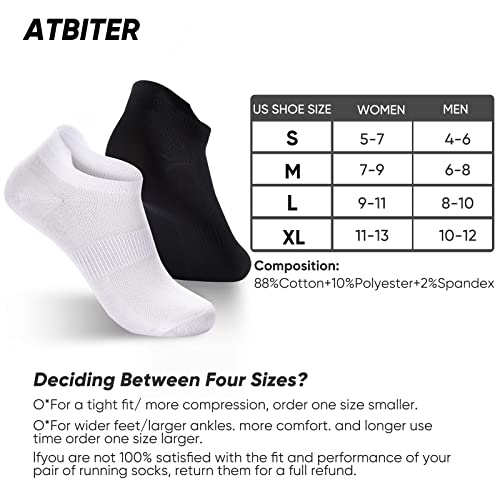 ATBITER
US SHOE SIZE WOMEN MEN
S 5-7 4-6
M 7-9 6-8
L 9-11 8-10
XL 11-13 10-12
Composition:
88%Cotton+10%Polyester+2%Spandex
Deciding Between Four Sizes?
O*For a tight fit/ more compression, order one size smaller.
O*For wider feet/larger ankles. more comfort. and longer use
time order one size larger.
Ifyou are not 100% satisfied with the fit and performance of your
pair of running socks, return them for a full refund.